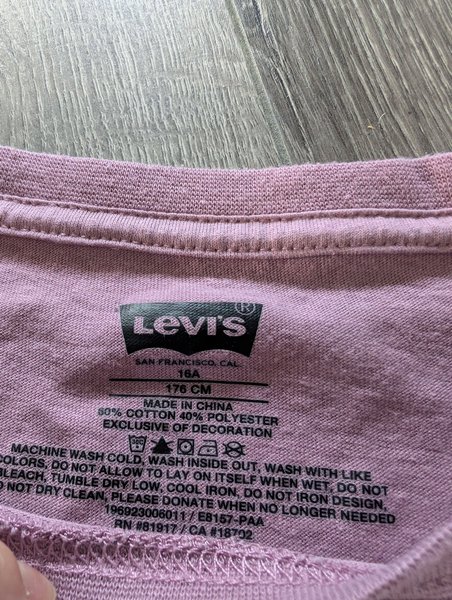 Levi's®
SAN FRANCISCO, CAL.
16A
176 CM
MADE IN CHINA
60% COTTON 40% POLYESTER
EXCLUSIVE OF DECORATION
MACHINE WASH COLD, WASH INSIDE OUT, WASH WITH LIKE
COLORS, DO NOT ALLOW TO LAY ON ITSELF WHEN WET, DO NOT
BLEACH, TUMBLE DRY LOW, COOL IRON, DO NOT IRON DESIGN,
DO NOT DRY CLEAN, PLEASE DONATE WHEN NO LONGER NEEDED
196923006011 / E8157-PAA
RN #81917 / CA #18702